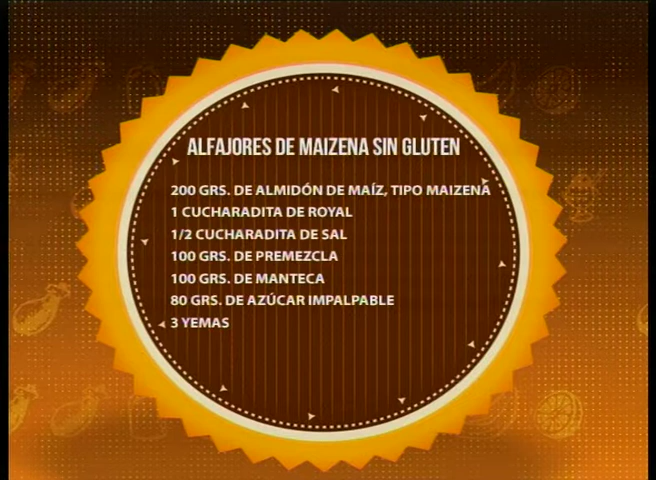 ALFAJORES DE MAIZENA SIN GLUTEN
200 GRS. DE ALMIDÓN DE MAÍZ, TIPO MAIZENA
1 CUCHARADITA DE ROYAL
1/2 CUCHARADITA DE SAL
100 GRS. DE PREMEZCLA
100 GRS. DE MANTECA
80 GRS. DE AZÚCAR IMPALPABLE
3 YEMAS